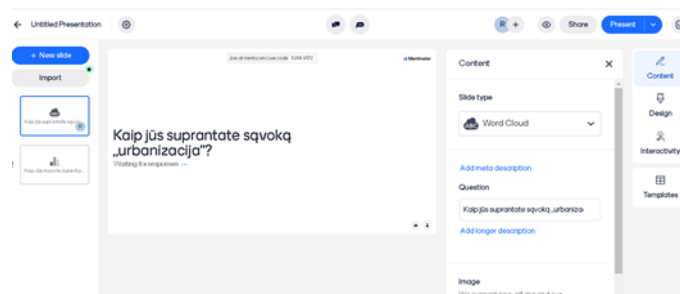 Untitled Presentation
R +
Share
Present
+ New slide
Import
Join at menti.com | use code
Mentimeter
Kaip jūs suprantate sąvoką
„urbanizacija"?
Waiting for responses ...
Content
Slide type
Word Cloud
Add meta description
Question
Kaip jūs suprantate sąvoką „urbaniza
Add longer description
Image
Content
Design
Interactivity
Templates